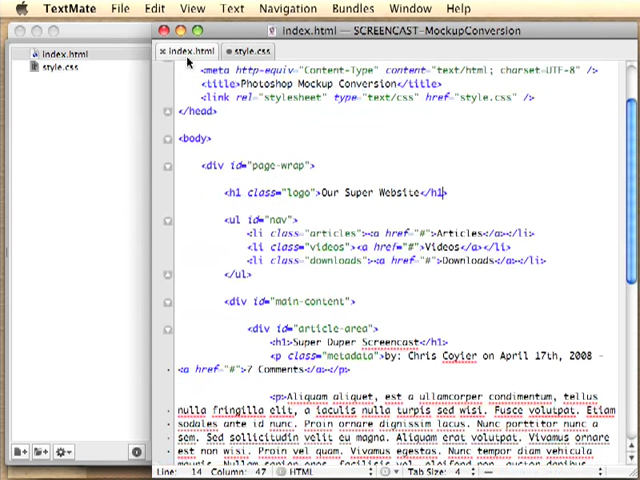 TextMate File Edit View Text Navigation Bundles Window Help
index.html — SCREENCAST-MockupConversion
index.html
style.css
index.html style.css
<meta http-equiv="Content-Type" content="text/html; charset=UTF-8" />
<title>Photoshop Mockup Conversion</title>
<link rel="stylesheet" type="text/css" href="style.css" />
</head>
<body>
<div id="page-wrap">
<h1 class="logo">Our Super Website</h1>
<ul id="nav">
<li class="articles"><a href="#">Articles</a></li>
<li class="videos"><a href="#">Videos</a></li>
<li class="downloads"><a href="#">Downloads</a></li>
</ul>
<div id="main-content">
<div id="article-area">
<h1>Super Duper Screencast</h1>
<p class="metadata">by: Chris Coyier on April 17th, 2008 -
<a href="#">7 Comments</a></p>
<p>Aliquam aliquet, est a ullamcorper condimentum, tellus
nulla fringilla elit, a iaculis nulla turpis sed wisi. Fusce volutpat. Etiam
sodales ante id nunc. Proin ornare dignissim lacus. Nunc porttitor nunc a
sem. Sed sollicitudin velit eu magna. Aliquam erat volutpat. Vivamus ornare
est non wisi. Proin vel quam. Vivamus egestas. Nunc tempor diam vehicula
Line: 14 Column: 47 HTML Tab Size: 4